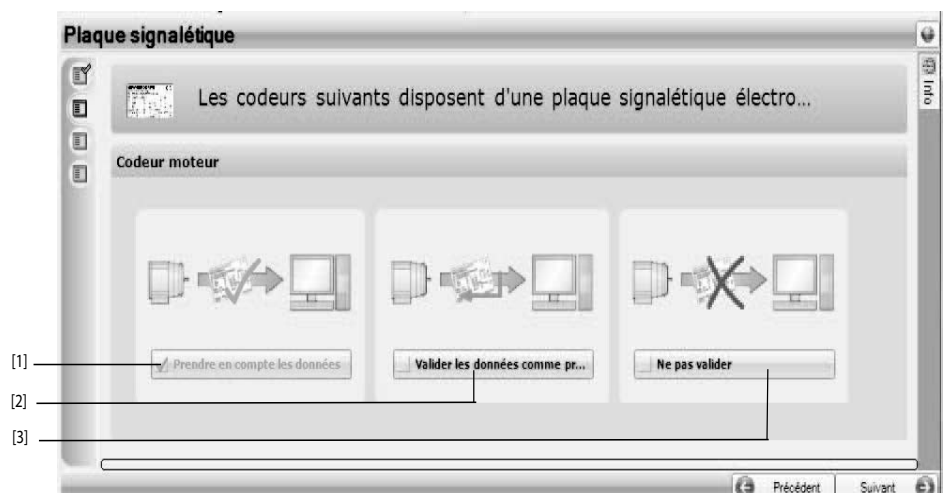 Plaque signalétique
Info
Les codeurs suivants disposent d'une plaque signalétique électro...
Codeur moteur
[1]
Prendre en compte les données
Valider les données comme pr...
Ne pas valider
[2]
[3]
Précédent
Suivant